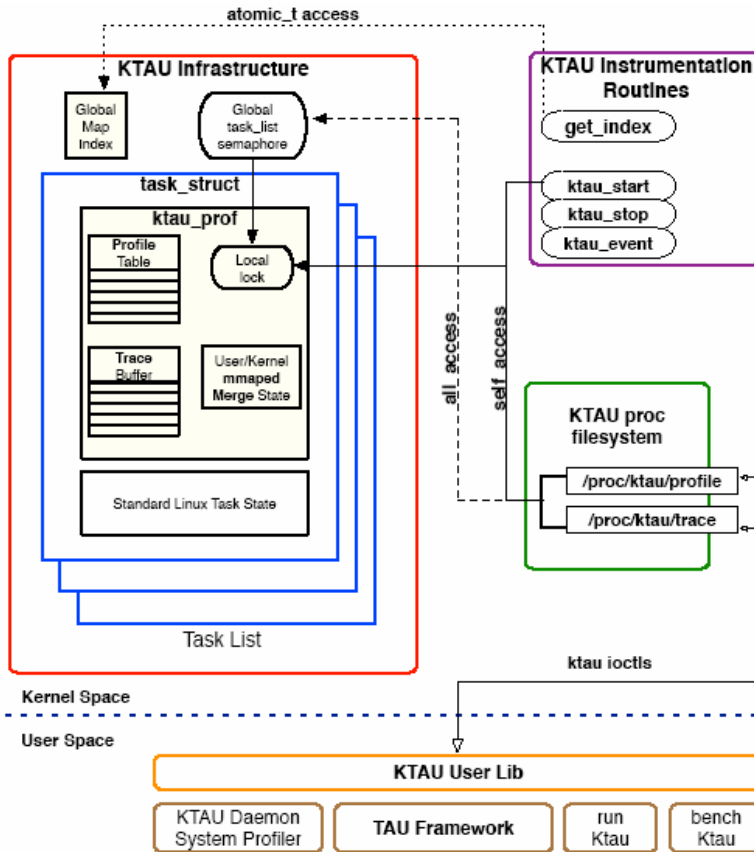 atomic_t access
KTAU Infrastructure
Global
Map
Index
Global
task_list
semaphore
task_struct
ktau_prof
Profile
Table
Local
lock
Trace
Buffer
User/Kernel
mmaped
Merge State
Standard Linux Task State
Task List
all_access
self_access
KTAU Instrumentation
Routines
get_index
ktau_start
ktau_stop
ktau_event
KTAU proc
filesystem
/proc/ktau/profile
/proc/ktau/trace
ktau ioctls
Kernel Space
User Space
KTAU User Lib
KTAU Daemon
System Profiler
TAU Framework
run
Ktau
bench
Ktau